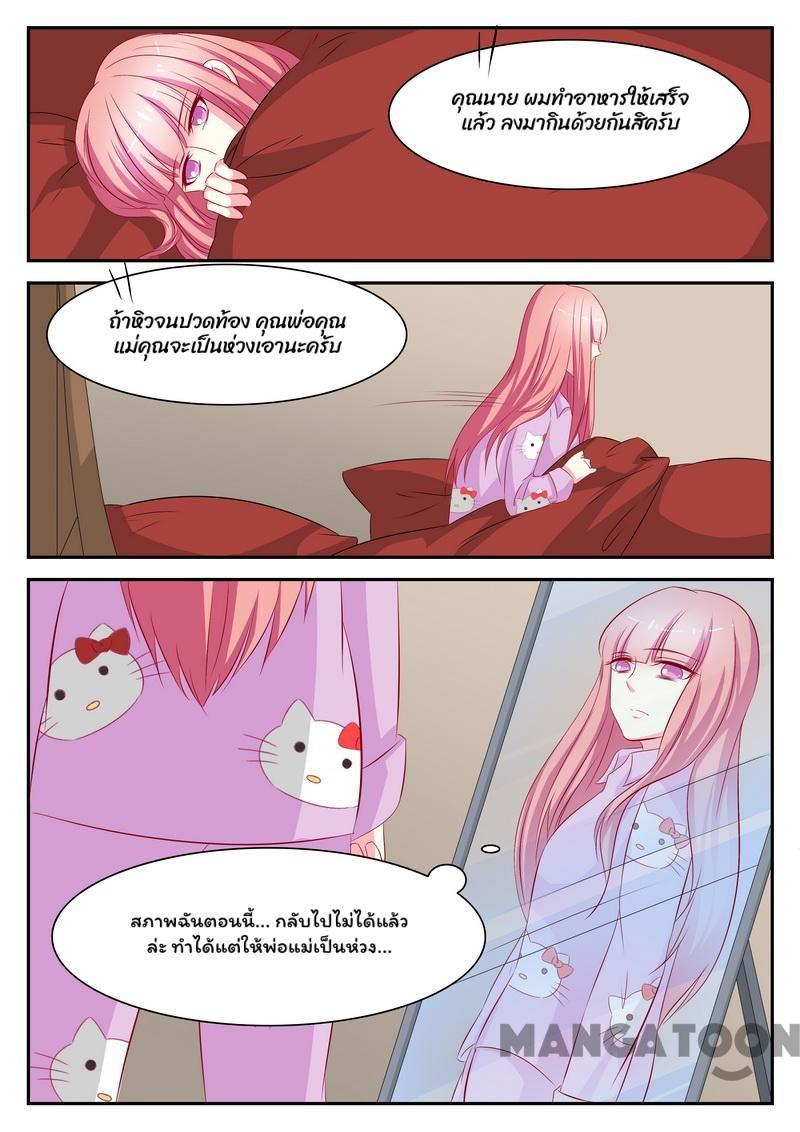 คุณนาย ผมทำอาหารให้เสร็จ
แล้ว ลงมากินด้วยกันสิครับ
ถ้าหิวจนปวดท้อง คุณพ่อคุณ
แม่คุณจะเป็นห่วงเอานะครับ
สภาพฉันตอนนี้... กลับไปไม่ได้แล้ว
ล่ะ ทำได้แต่ให้พ่อแม่เป็นห่วง...
MANGATOON